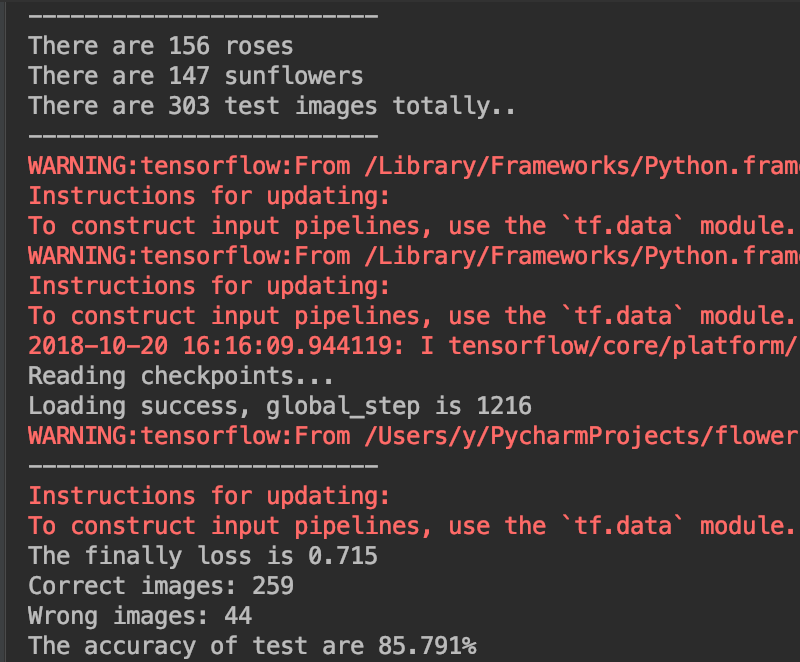 -------------------------
There are 156 roses
There are 147 sunflowers
There are 303 test images totally..
-------------------------
WARNING:tensorflow:From /Library/Frameworks/Python.frame
Instructions for updating:
To construct input pipelines, use the `tf.data` module.
WARNING:tensorflow:From /Library/Frameworks/Python.frame
Instructions for updating:
To construct input pipelines, use the `tf.data` module.
2018-10-20 16:16:09.944119: I tensorflow/core/platform/
Reading checkpoints...
Loading success, global_step is 1216
WARNING:tensorflow:From /Users/y/PycharmProjects/flower
-------------------------
Instructions for updating:
To construct input pipelines, use the `tf.data` module.
The finally loss is 0.715
Correct images: 259
Wrong images: 44
The accuracy of test are 85.791%